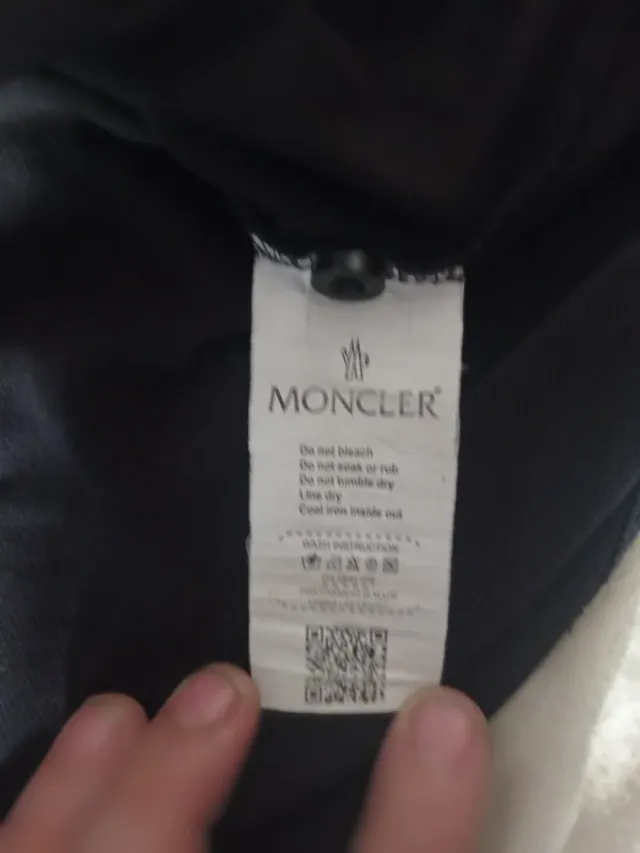 MONCLER®
Do not bleach
Do not soak or rub
Do not tumble dry
Line dry
Cool iron inside out
WASH INSTRUCTION